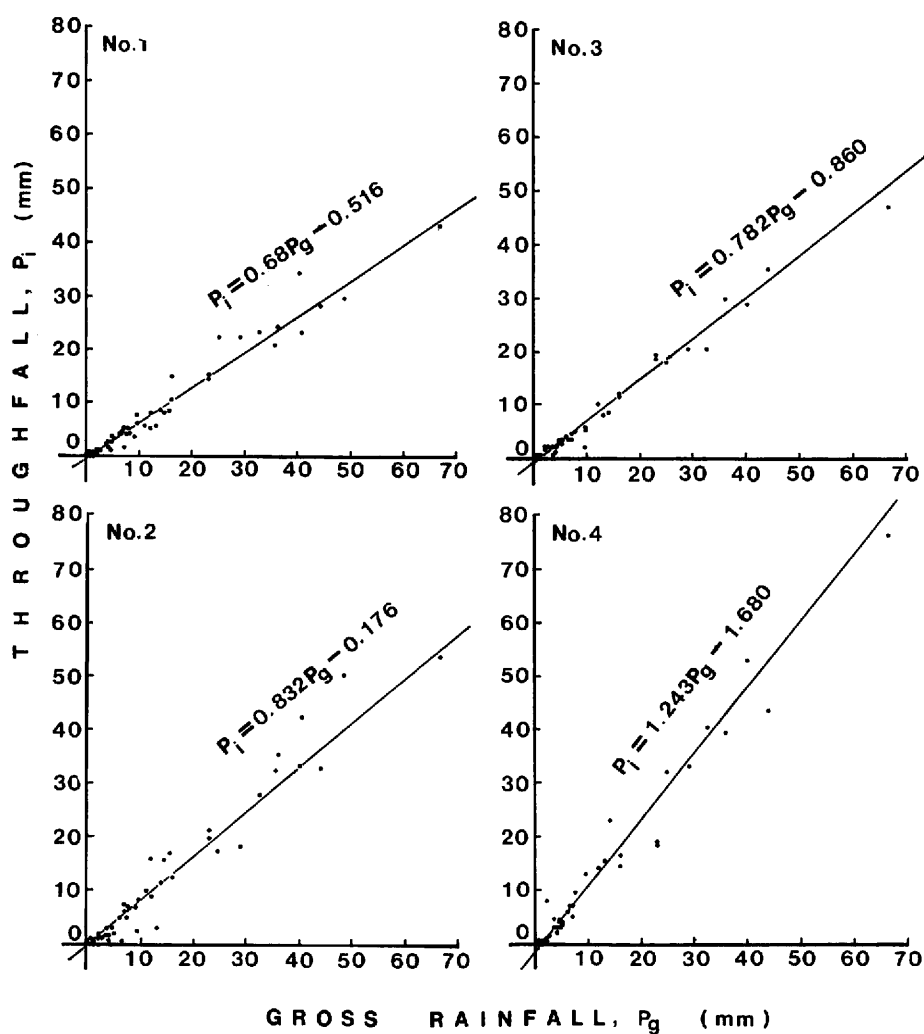 THROUGHFALL, Pi (mm)
No.1
80
70
60
50
40
30
20
10
0
10 20 30 40 50 60 70
Pi=0.68Pg-0.516
No.3
80
70
60
50
40
30
20
10
0
10 20 30 40 50 60 70
Pi=0.782Pg-0.860
No.2
80
70
60
50
40
30
20
10
0
10 20 30 40 50 60 70
Pi=0.832Pg-0.176
No.4
80
70
60
50
40
30
20
10
0
10 20 30 40 50 60 70
Pi=1.243Pg-1.680
GROSS RAINFALL, Pg (mm)